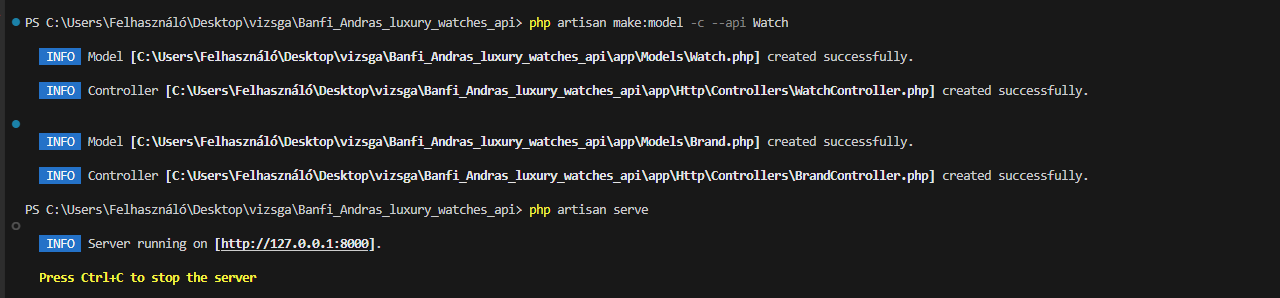 PS C:\Users\Felhasználó\Desktop\vizsga\Banfi_Andras_luxury_watches_api> php artisan make:model -c --api Watch
INFO Model [C:\Users\Felhasználó\Desktop\vizsga\Banfi_Andras_luxury_watches_api\app\Models\Watch.php] created successfully.
INFO Controller [C:\Users\Felhasználó\Desktop\vizsga\Banfi_Andras_luxury_watches_api\app\Http\Controllers\WatchController.php] created successfully.
INFO Model [C:\Users\Felhasználó\Desktop\vizsga\Banfi_Andras_luxury_watches_api\app\Models\Brand.php] created successfully.
INFO Controller [C:\Users\Felhasználó\Desktop\vizsga\Banfi_Andras_luxury_watches_api\app\Http\Controllers\BrandController.php] created successfully.
PS C:\Users\Felhasználó\Desktop\vizsga\Banfi_Andras_luxury_watches_api> php artisan serve
INFO Server running on [http://127.0.0.1:8000].
Press Ctrl+C to stop the server